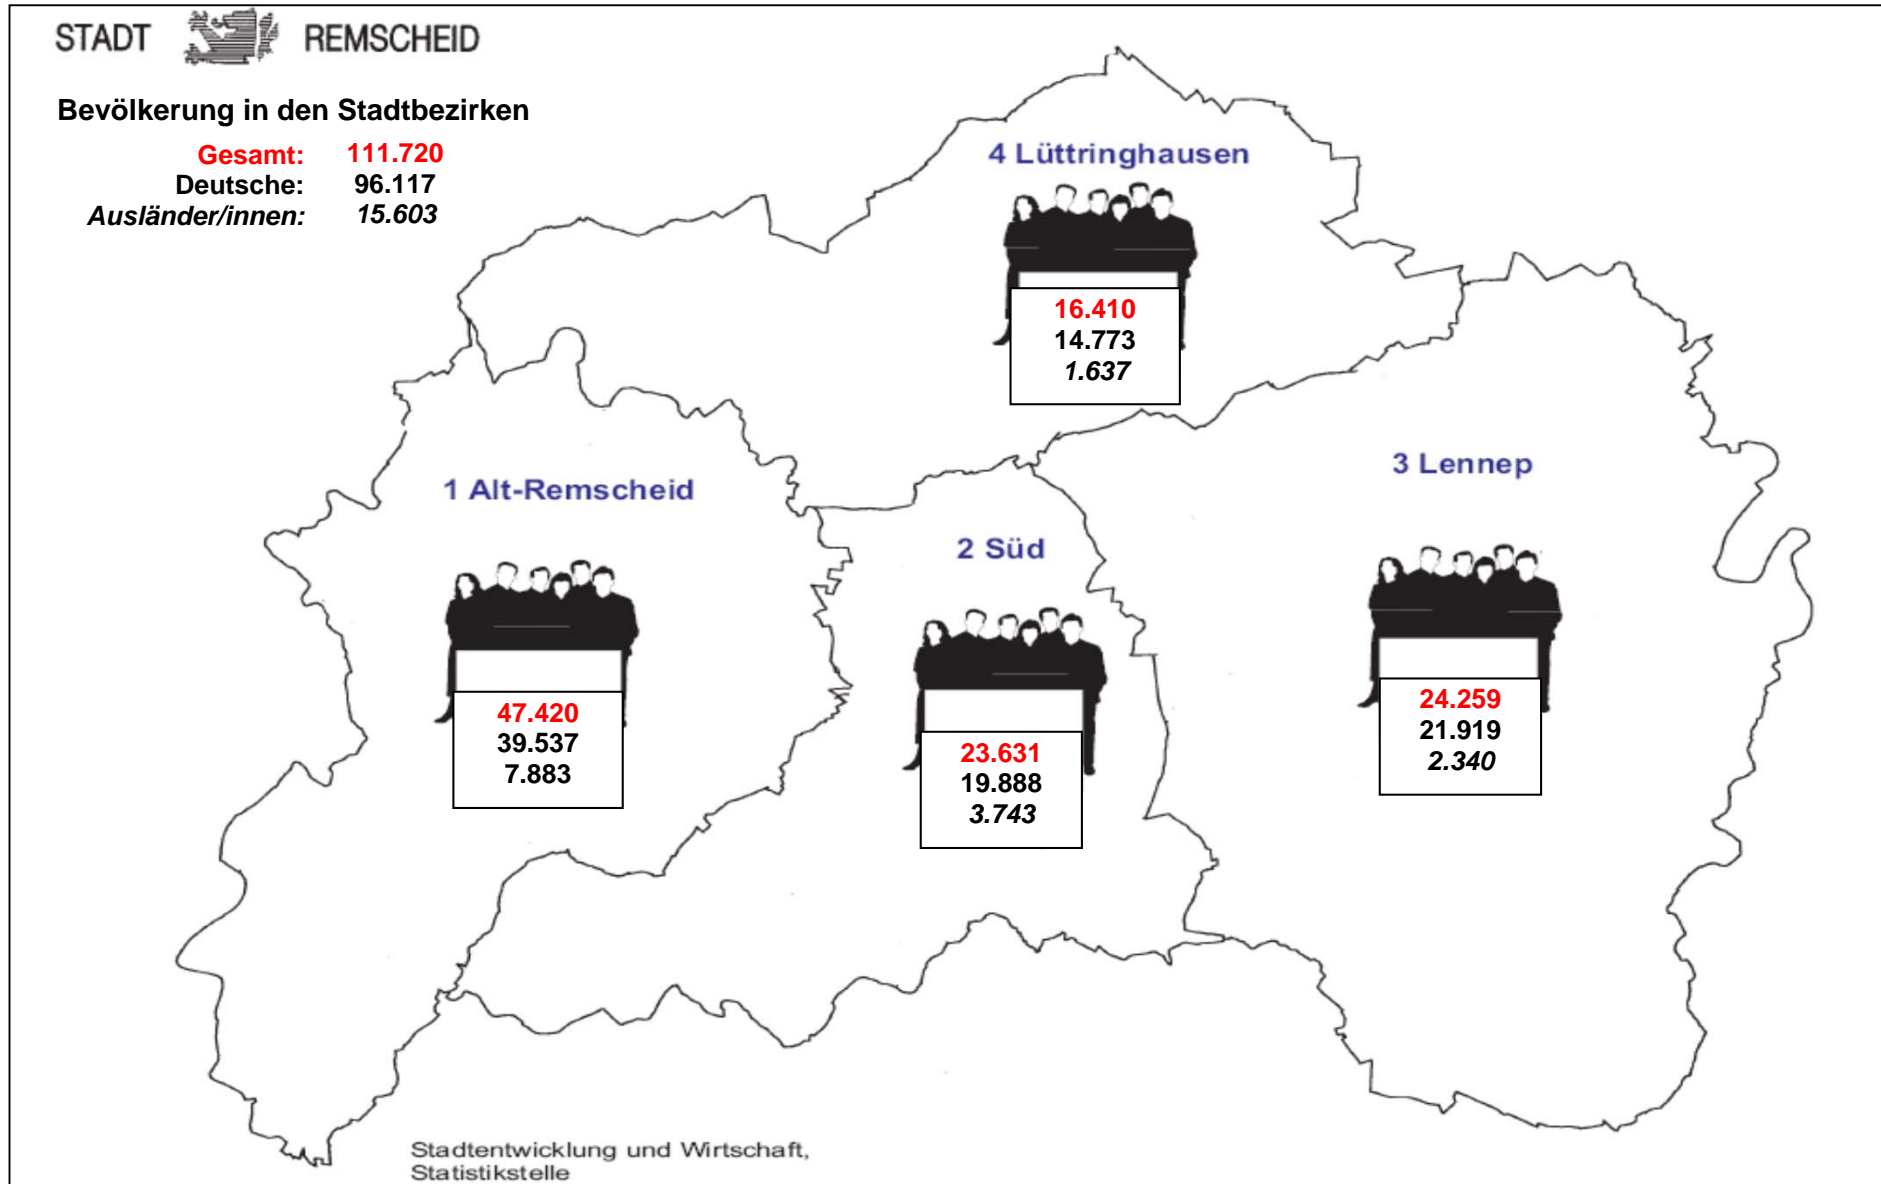 STADT REMSCHEID
Bevölkerung in den Stadtbezirken
Gesamt: 111.720
Deutsche: 96.117
Ausländer/innen: 15.603
4 Lüttringhausen
16.410
14.773
1.637
3 Lennep
24.259
21.919
2.340
1 Alt-Remscheid
47.420
39.537
7.883
2 Süd
23.631
19.888
3.743
Stadtentwicklung und Wirtschaft,
Statistikstelle